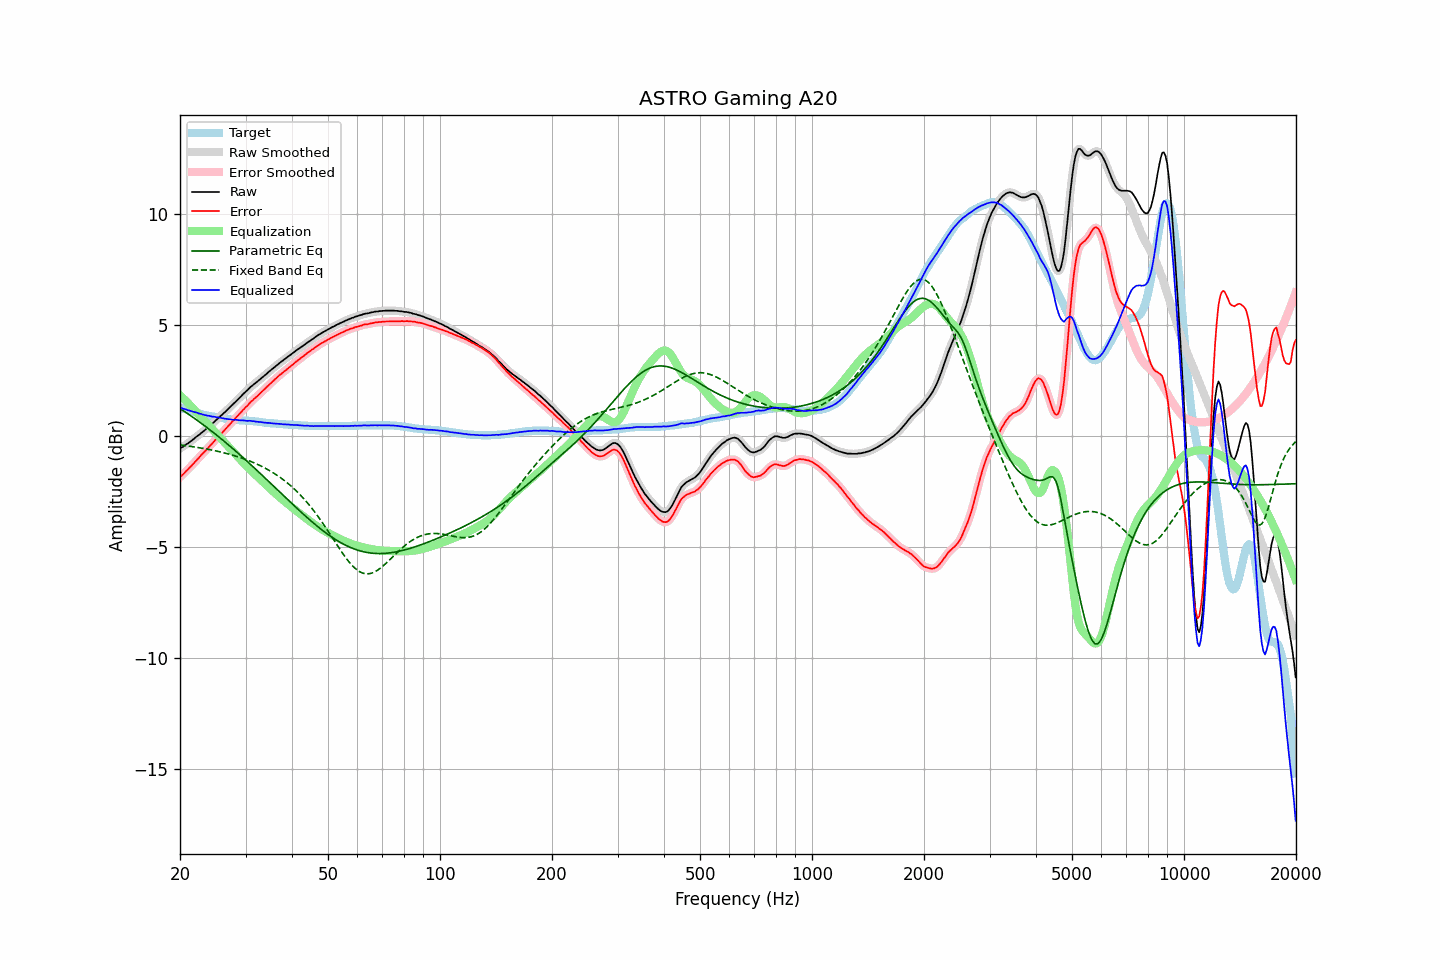 ASTRO Gaming A20
Target
Raw Smoothed
Error Smoothed
Raw
Error
Equalization
Parametric Eq
Fixed Band Eq
Equalized
10
5
0
−5
−10
−15
Amplitude (dBr)
20
50
100
200
500
1000
2000
5000
10000
20000
Frequency (Hz)